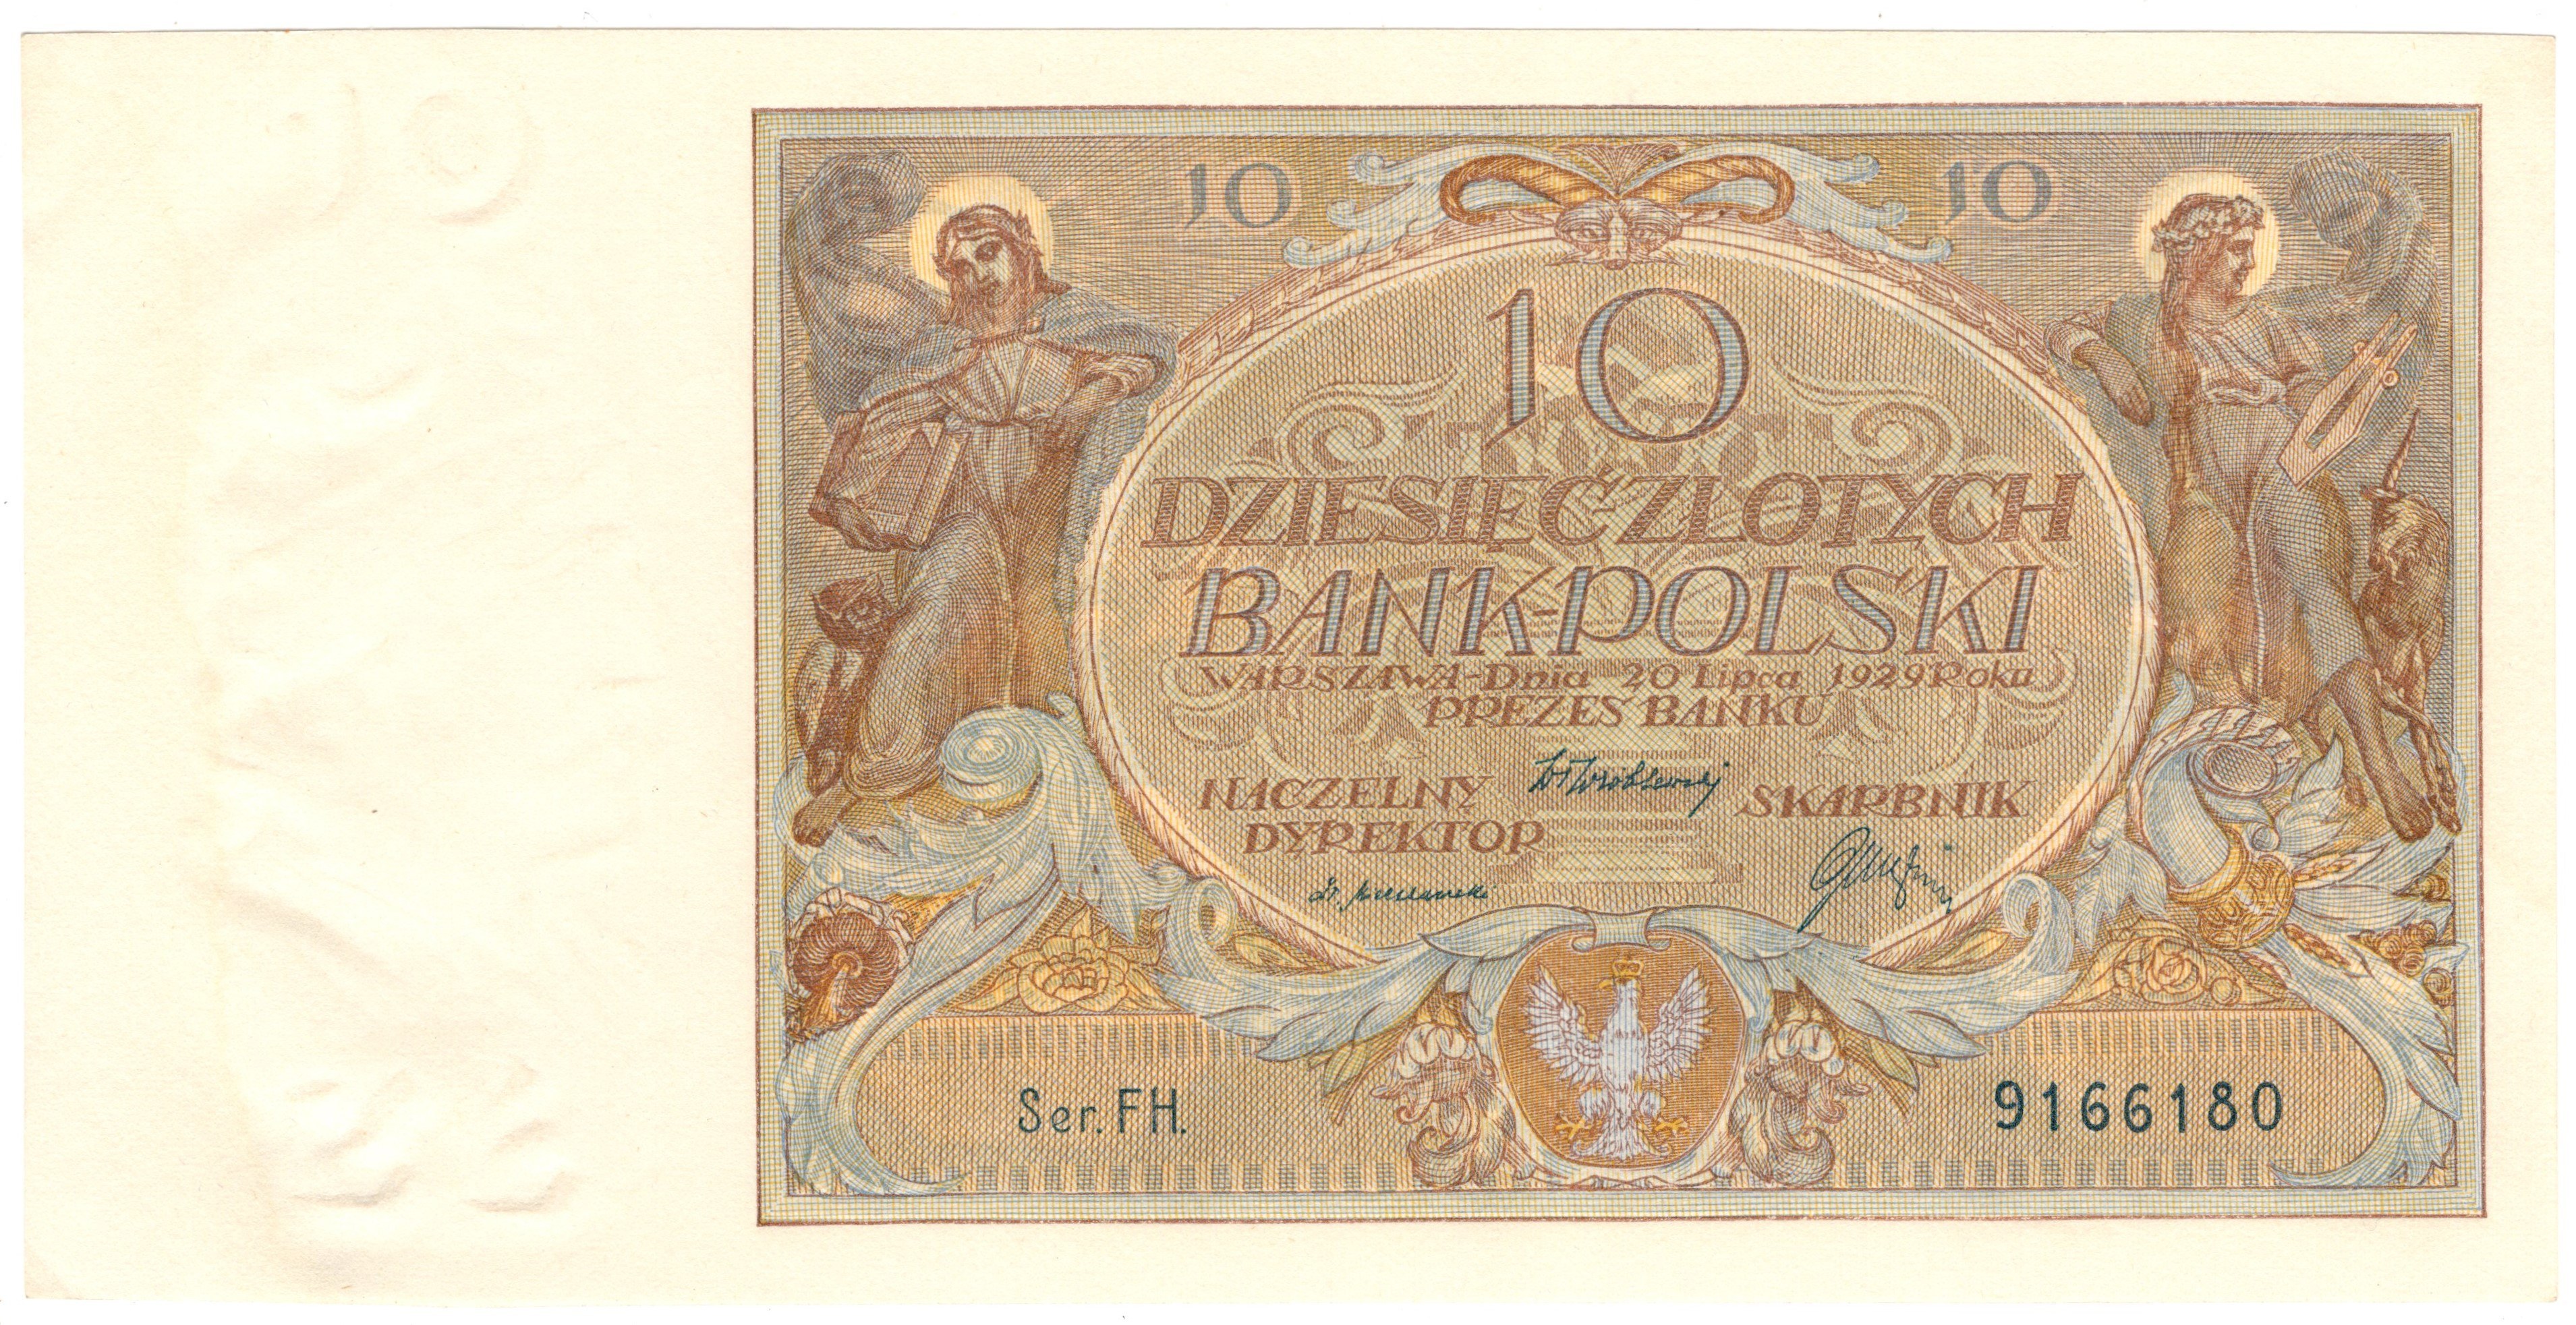 10 10
10
DZIESIĘĆ-ZŁOTYCH
BANK-POLSKI
WARSZAWA-Dnia 20 Lipca 1929 Roku
PREZES BANKU
NACZELNY
DYREKTOR
SKARBNIK
Ser. FH.
9166180